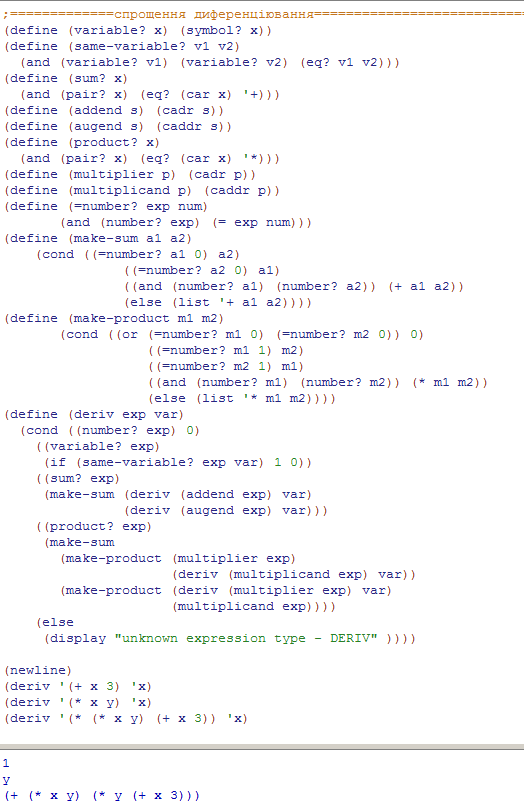 ;=============спрощення диференціювання===========================
(define (variable? x) (symbol? x))
(define (same-variable? v1 v2)
  (and (variable? v1) (variable? v2) (eq? v1 v2)))
(define (sum? x)
  (and (pair? x) (eq? (car x) '+)))
(define (addend s) (cadr s))
(define (augend s) (caddr s))
(define (product? x)
  (and (pair? x) (eq? (car x) '*)))
(define (multiplier p) (cadr p))
(define (multiplicand p) (caddr p))
(define (=number? exp num)
       (and (number? exp) (= exp num)))
(define (make-sum a1 a2)
    (cond ((=number? a1 0) a2)
               ((=number? a2 0) a1)
               ((and (number? a1) (number? a2)) (+ a1 a2))
               (else (list '+ a1 a2))))
(define (make-product m1 m2)
       (cond ((or (=number? m1 0) (=number? m2 0)) 0)
                  ((=number? m1 1) m2)
                  ((=number? m2 1) m1)
                  ((and (number? m1) (number? m2)) (* m1 m2))
                  (else (list '* m1 m2))))
(define (deriv exp var)
  (cond ((number? exp) 0)
    ((variable? exp)
     (if (same-variable? exp var) 1 0))
    ((sum? exp)
     (make-sum (deriv (addend exp) var)
               (deriv (augend exp) var)))
    ((product? exp)
     (make-sum
       (make-product (multiplier exp)
                     (deriv (multiplicand exp) var))
       (make-product (deriv (multiplier exp) var)
                     (multiplicand exp))))
    (else
     (display "unknown expression type - DERIV" ))))
(newline)
(deriv '(+ x 3) 'x)
(deriv '(* x y) 'x)
(deriv '(* (* x y) (+ x 3)) 'x)
1
y
(+ (* x y) (* y (+ x 3)))